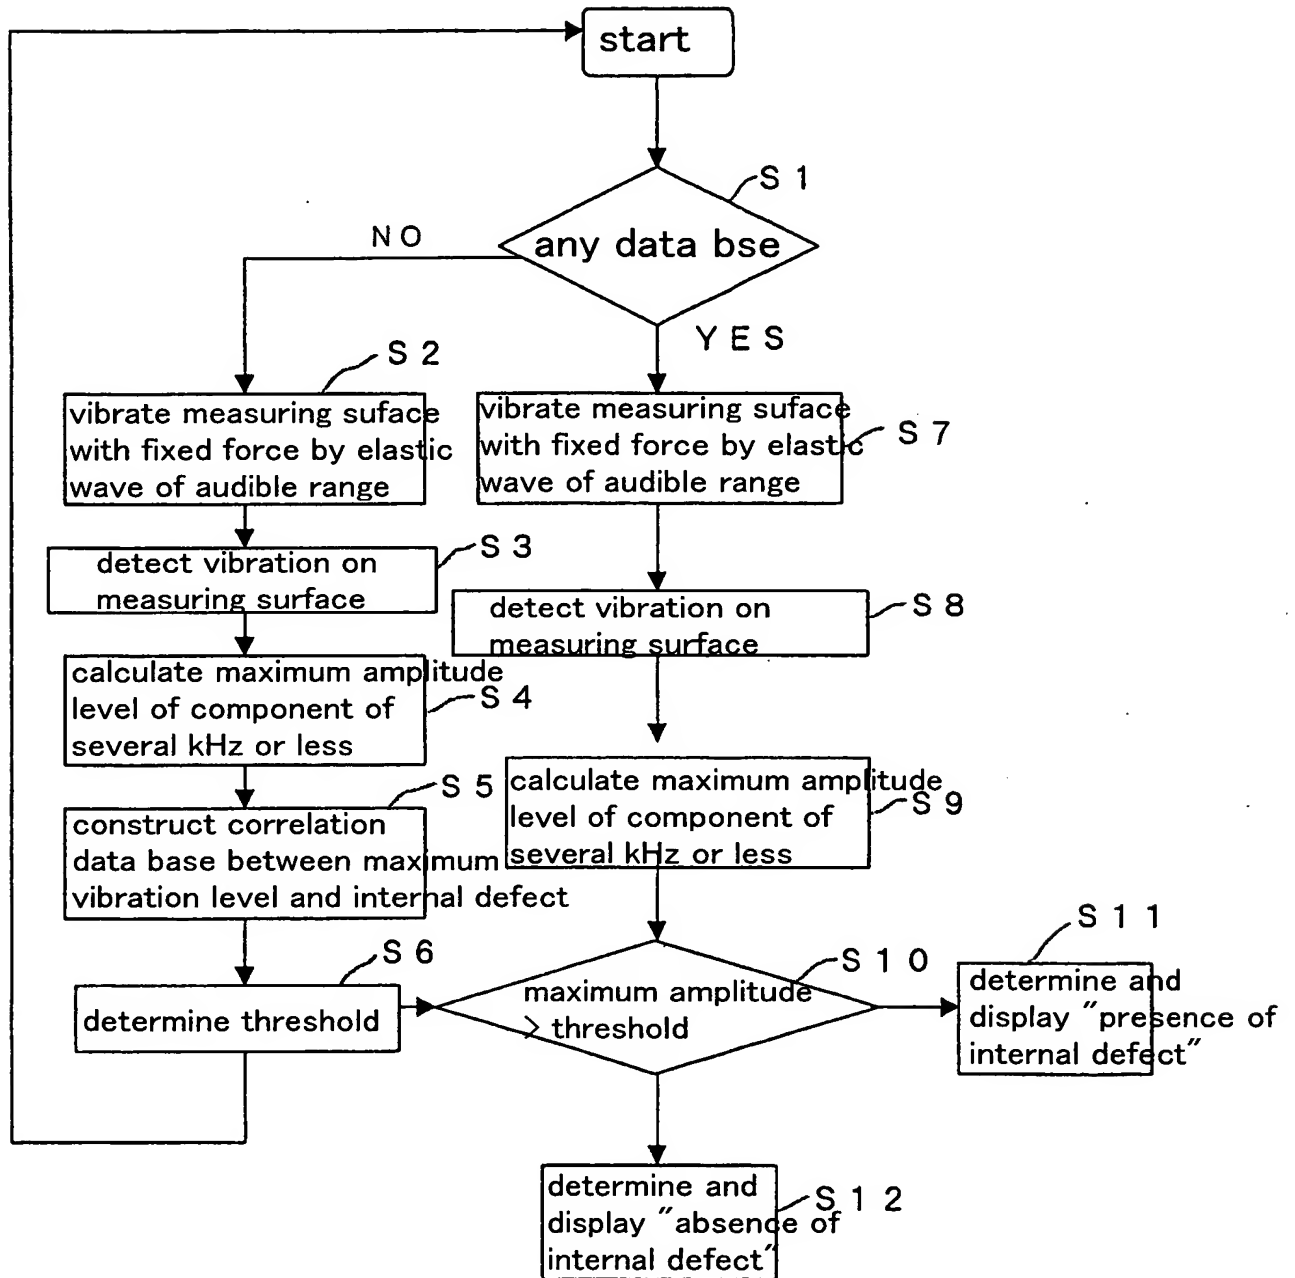 start
S 1
any data bse
NO
YES
S 2
vibrate measuring suface
with fixed force by elastic
wave of audible range
S 3
detect vibration on
measuring surface
calculate maximum amplitude
level of component of
several kHz or less
S 4
S 5
construct correlation
data base between maximum
vibration level and internal defect
S 6
determine threshold
vibrate measuring suface
with fixed force by elastic
wave of audible range
S 7
detect vibration on
measuring surface
S 8
calculate maximum amplitude
level of component of
several kHz or less
S 9
S 1 0
maximum amplitude
> threshold
S 1 1
determine and
display "presence of
internal defect"
determine and
display "absence of
internal defect"
S 1 2